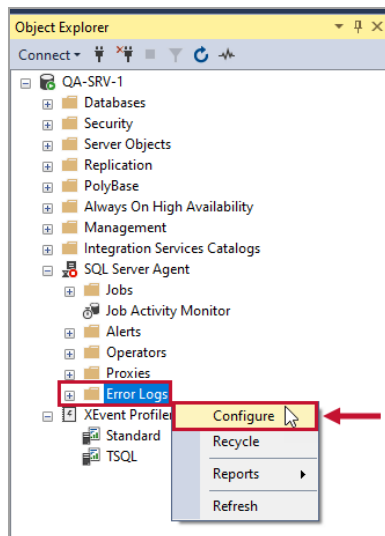 Object Explorer
Connect
QA-SRV-1
Databases
Security
Server Objects
Replication
PolyBase
Always On High Availability
Management
Integration Services Catalogs
SQL Server Agent
Jobs
Job Activity Monitor
Alerts
Operators
Proxies
Error Logs
XEvent Profiler
Configure
Standard
Recycle
TSQL
Reports
Refresh